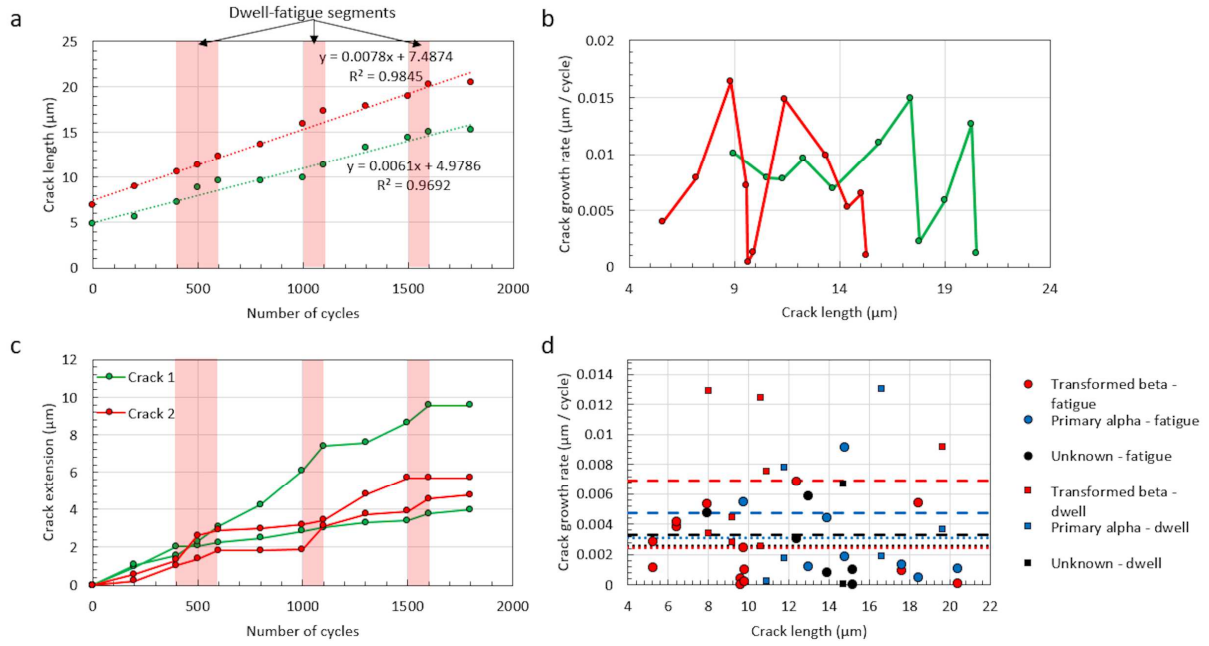 a
Dwell-fatigue segments
25
20
15
10
5
0
Crack length (μm)
y = 0.0078x + 7.4874
R² = 0.9845
y = 0.0061x + 4.9786
R² = 0.9692
0
500
1000
1500
2000
Number of cycles
b
0.02
0.015
0.01
0.005
0
Crack growth rate (μm / cycle)
4
9
14
19
24
Crack length (μm)
c
12
10
8
6
4
2
0
Crack extension (μm)
Crack 1
Crack 2
0
500
1000
1500
2000
Number of cycles
d
0.014
0.012
0.01
0.008
0.006
0.004
0.002
0
Crack growth rate (μm / cycle)
4
6
8
10
12
14
16
18
20
22
Crack length (μm)
Transformed beta -
fatigue
Primary alpha - fatigue
Unknown - fatigue
Transformed beta -
dwell
Primary alpha - dwell
Unknown - dwell